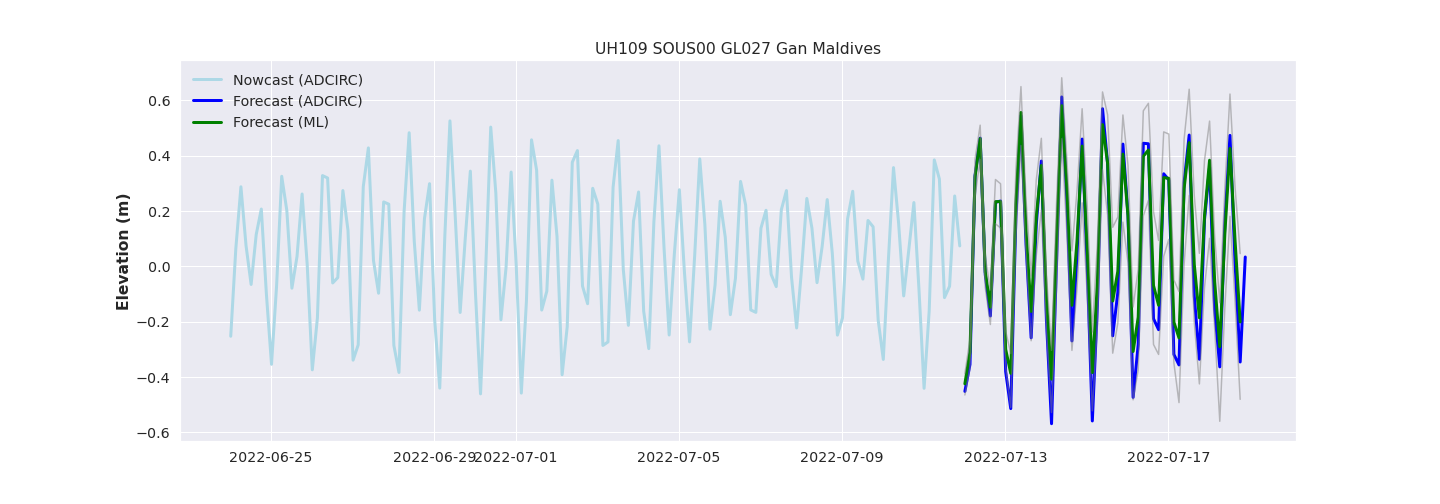 UH109 SOUS00 GL027 Gan Maldives
Nowcast (ADCIRC)
Forecast (ADCIRC)
Forecast (ML)
Elevation (m)
0.6
0.4
0.2
0.0
−0.2
−0.4
−0.6
2022-06-25
2022-06-29
2022-07-01
2022-07-05
2022-07-09
2022-07-13
2022-07-17